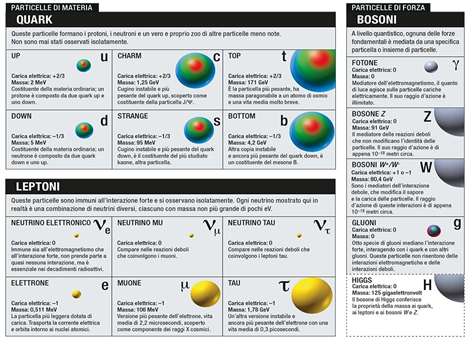 PARTICELLE DI MATERIA
QUARK
Queste particelle formano i protoni, i neutroni e un vero e proprio zoo di altre particelle meno note.
Non sono mai stati osservati isolatamente.
UP
u
Carica elettrica: +2/3
Massa: 2 MeV
Costituente della materia ordinaria; un
protone è composto da due quark up e
uno down.
CHARM
c
Carica elettrica: +2/3
Massa: 1,25 GeV
Cugino instabile e più
pesante del quark up, scoperto come
costituente della particella J/Ψ.
TOP
t
Carica elettrica: +2/3
Massa: 171 GeV
È la particella più pesante, ha
massa paragonabile a un atomo di osmio
e una vita media molto breve.
DOWN
d
Carica elettrica: –1/3
Massa: 5 MeV
Costituente della materia ordinaria; un
neutrone è composto da due quark
down e uno up.
STRANGE
s
Carica elettrica: –1/3
Massa: 95 MeV
Cugino instabile e più pesante del quark
down, è il costituente del più studiato
kaone, altra particella.
BOTTOM
b
Carica elettrica: –1/3
Massa: 4,2 GeV
Altra copia instabile
e ancora più pesante del quark down, è
un costituente del mesone B.
LEPTONI
Queste particelle sono immuni all'interazione forte e si osservano isolatamente. Ogni neutrino mostrato qui in
realtà è una combinazione di neutrini diversi, ciascuno con massa non più grande di pochi eV.
NEUTRINO ELETTRONICO
νe
Carica elettrica: 0
Immune sia all'elettromagnetismo che
all'interazione forte, non prende parte a
quasi nessuna interazione, ma è
essenziale nei decadimenti radioattivi.
NEUTRINO MU
νμ
Carica elettrica: 0
Compare nelle reazioni deboli
che coinvolgono i muoni.
NEUTRINO TAU
ντ
Carica elettrica: 0
Compare nelle reazioni deboli che
coinvolgono i leptoni tau.
ELETTRONE
e
Carica elettrica: –1
Massa: 0,511 MeV
La particella più leggera dotata di
carica. Trasporta la corrente elettrica
e orbita intorno ai nuclei atomici.
MUONE
μ
Carica elettrica: –1
Massa: 106 MeV
Versione più pesante dell'elettrone, vita
media di 2,2 microsecondi, scoperto
come componente dei raggi X cosmici.
TAU
τ
Carica elettrica: –1
Massa: 1,78 GeV
Un'altra versione instabile e
ancora più pesante dell'elettrone con una
vita media di 0,3 picosecondi.
PARTICELLE DI FORZA
BOSONI
A livello quantistico, ognuna delle forze
fondamentali è mediata da una specifica
particella o insieme di particelle.
FOTONE
γ
Carica elettrica: 0
Massa: 0
Mediatore dell'elettromagnetismo, il quanto
di luce agisce sulle particelle cariche
elettricamente. Il suo raggio d'azione è
illimitato.
BOSONE Z
Z
Carica elettrica: 0
Massa: 91 GeV
Il mediatore delle reazioni deboli
che non modificano l'identità delle
particelle. Il suo raggio d'azione è di
appena 10⁻¹⁸ metri circa.
BOSONI W+/W-
W
Carica elettrica: +1 o –1
Massa: 80,4 GeV
Sono i mediatori dell'interazione
debole, che modifica il sapore
e la carica delle particelle. Il raggio
d'azione di queste interazioni è di appena
10⁻¹⁸ metri circa.
GLUONI
g
Carica elettrica: 0
Massa: 0
Otto specie di gluoni mediano l'interazione
forte, interagendo con i quark e con altri
gluoni. Queste particelle non risentono delle
interazioni elettromagnetiche e delle
interazioni deboli.
HIGGS
H
Carica elettrica: 0
Massa: 125 gigaelettronvolt
Il bosone di Higgs conferisce
la proprietà della massa ai quark,
ai leptoni e ai bosoni W e Z.